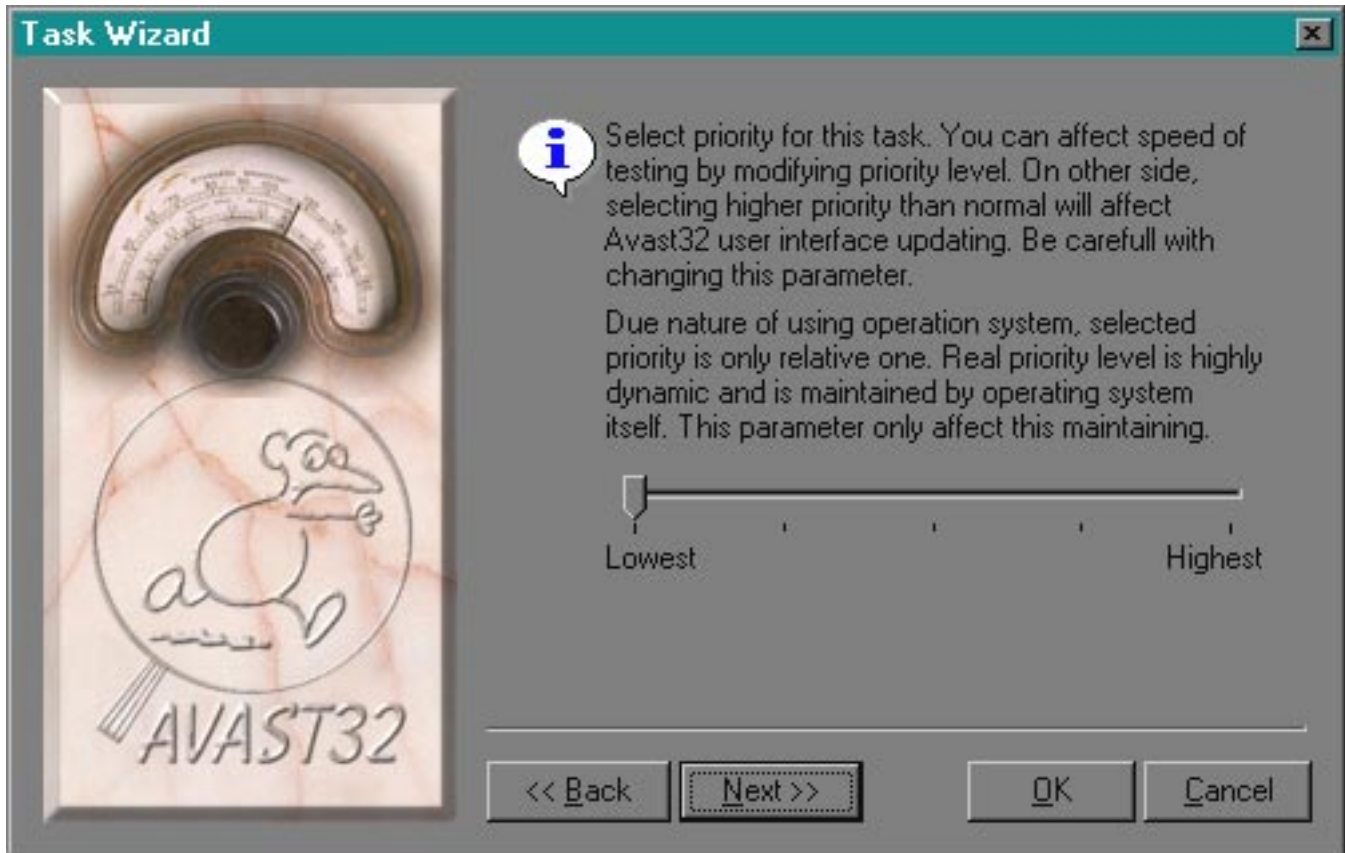 Task Wizard
Select priority for this task. You can affect speed of
testing by modifying priority level. On other side,
selecting higher priority than normal will affect
Avast32 user interface updating. Be carefull with
changing this parameter.
Due nature of using operation system, selected
priority is only relative one. Real priority level is highly
dynamic and is maintained by operating system
itself. This parameter only affect this maintaining.
Lowest
Highest
AVAST32
<< Back
Next >>
OK
Cancel